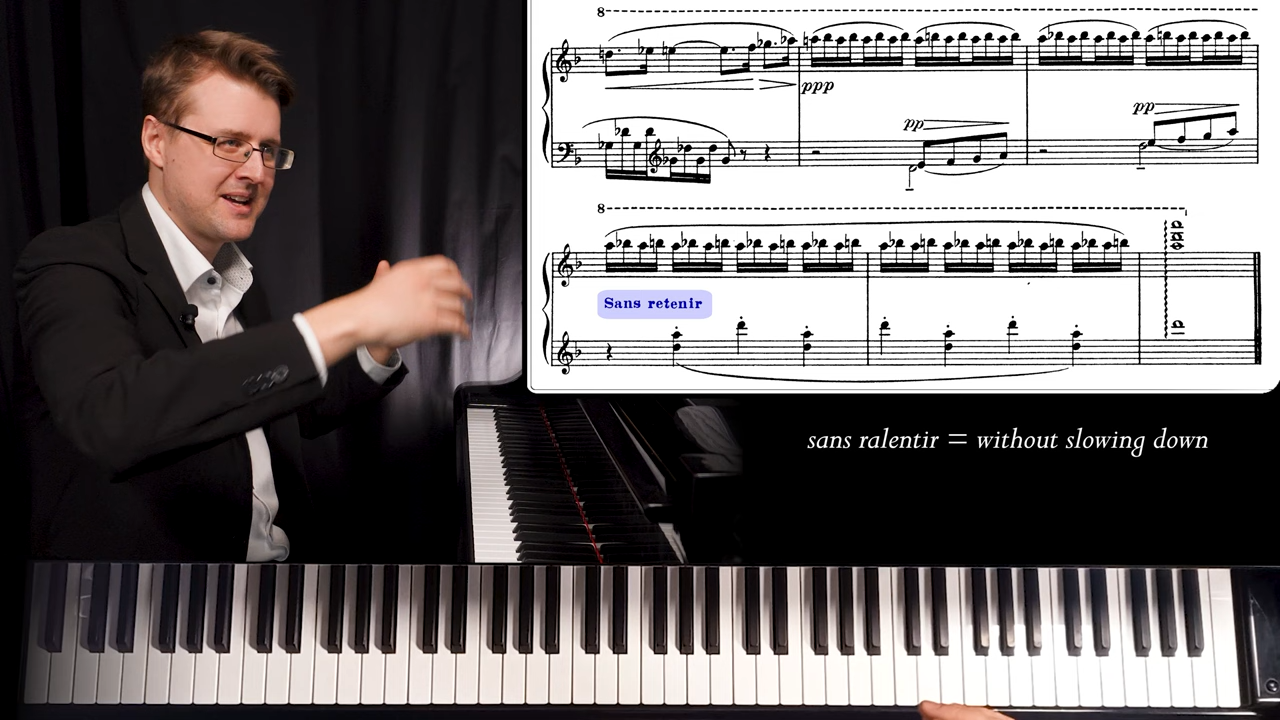 8
ppp
pp
pp
8
Sans retenir
sans ralentir = without slowing down